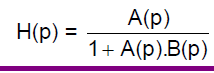 H(p) = A(p) / 1+ A(p).B(p)